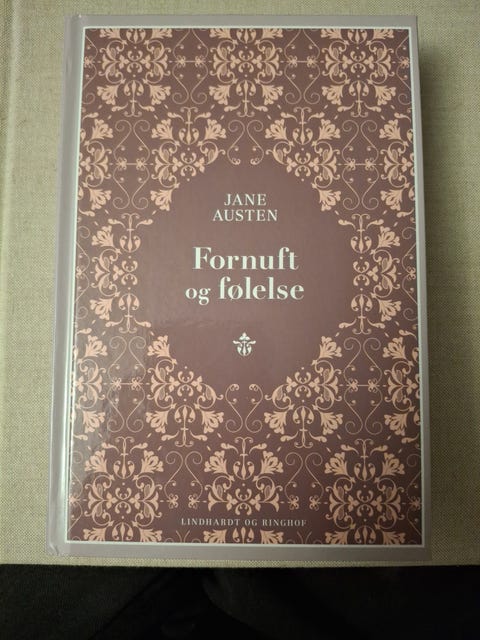 JANE
AUSTEN
Fornuft
og følelse
LINDHARDT OG RINGHOF